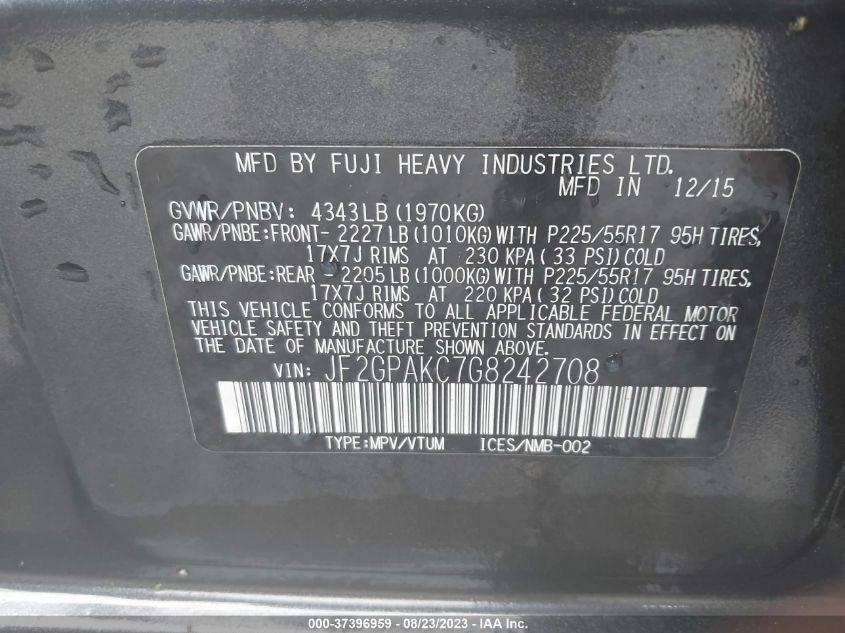 MFD BY FUJI HEAVY INDUSTRIES LTD.
MFD IN 12/15
GVWR/PNBV: 4343LB (1970KG)
GAWR/PNBE:FRONT- 2227LB (1010KG) WITH P225/55R17 95H TIRES,
17X7J RIMS AT 230 KPA ( 33 PSI) COLD
GAWR/PNBE:REAR - 2205LB (1000KG) WITH P225/55R17 95H TIRES,
17X7J RIMS AT 220 KPA ( 32 PSI) COLD
THIS VEHICLE CONFORMS TO ALL APPLICABLE FEDERAL MOTOR
VEHICLE SAFETY AND THEFT PREVENTION STANDARDS IN EFFECT ON
THE DATE OF MANUFACTURE SHOWN ABOVE.
VIN: JF2GPAKC7G8242708
TYPE:MPV/VTUM ICES/NMB-002
000-37396959 — 08/23/2023 — © IAA Inc.